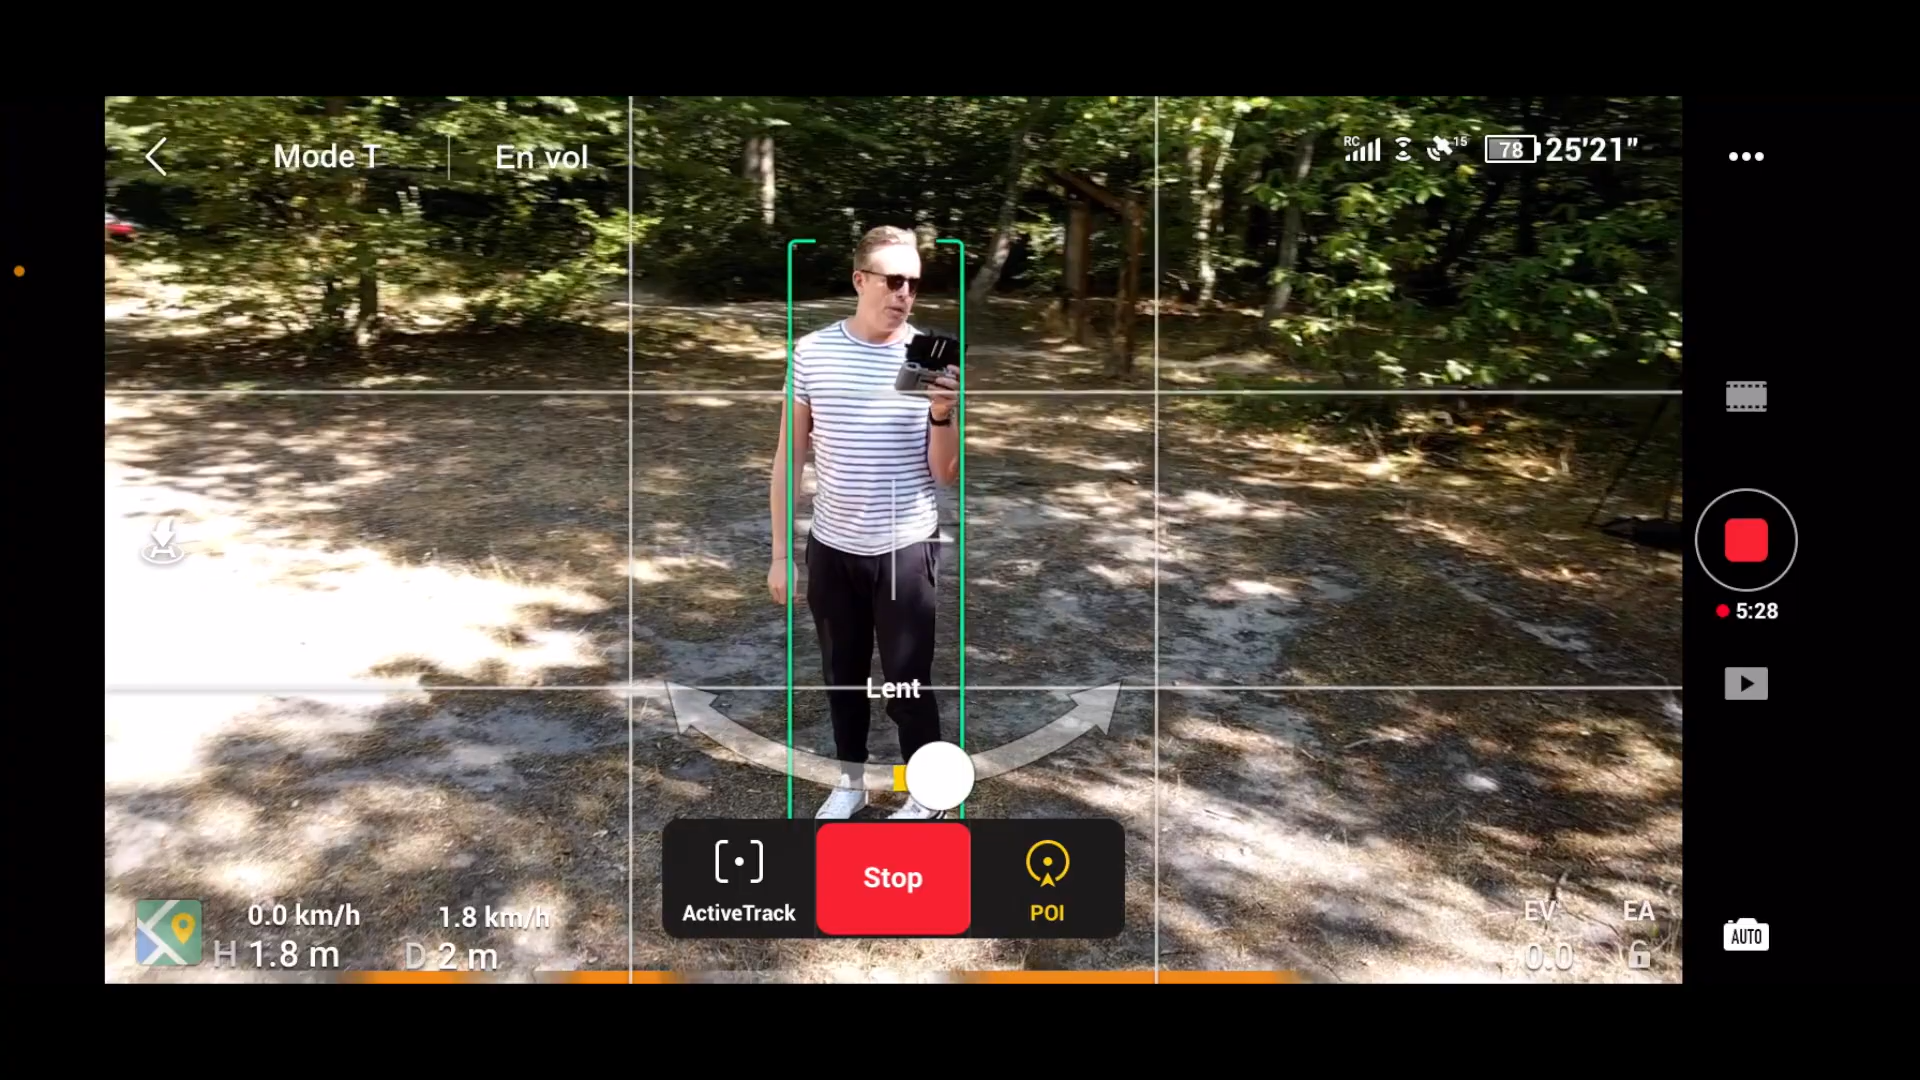 Mode T
En vol
RC
15
78
25'21"
5:28
Lent
ActiveTrack
Stop
POI
0.0 km/h
1.8 km/h
H 1.8 m
D 2 m
EV
0.0
EA
AUTO